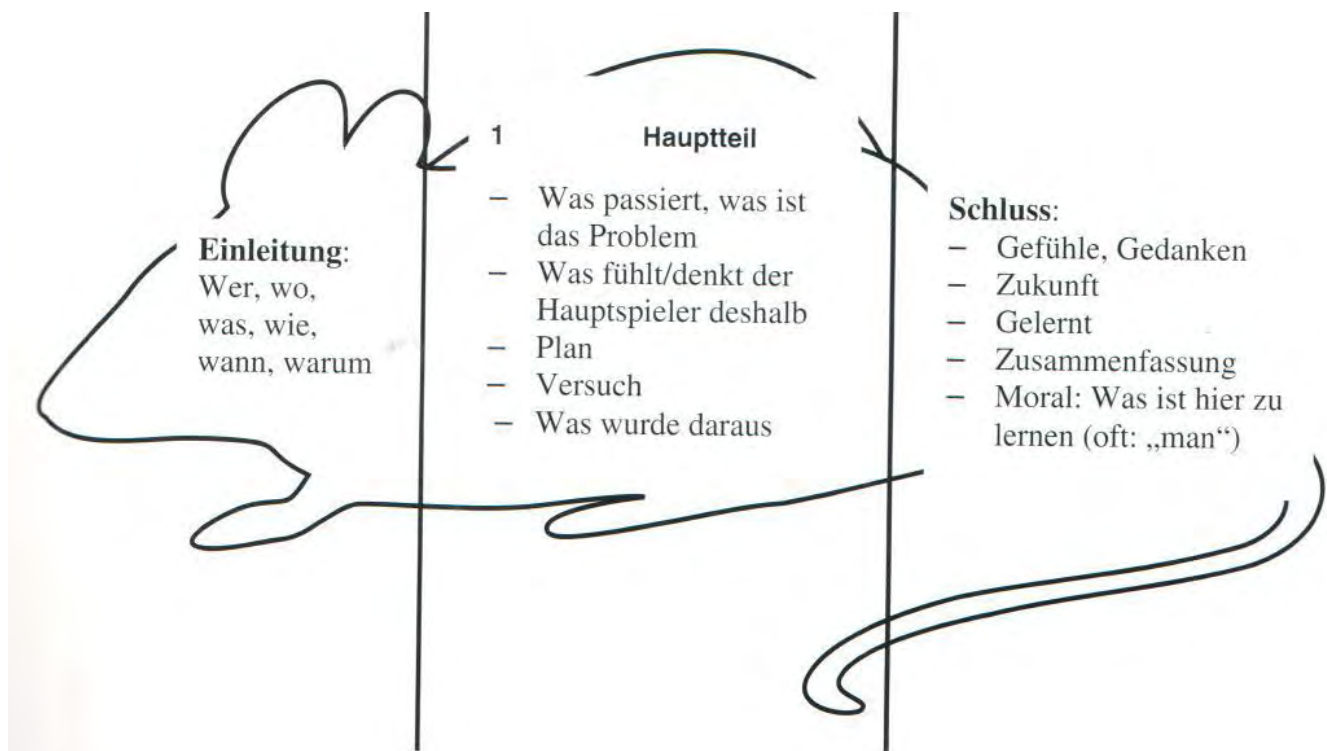 Einleitung:
Wer, wo,
was, wie,
wann, warum
1 Hauptteil
– Was passiert, was ist
das Problem
– Was fühlt/denkt der
Hauptspieler deshalb
– Plan
– Versuch
– Was wurde daraus
Schluss:
– Gefühle, Gedanken
– Zukunft
– Gelernt
– Zusammenfassung
– Moral: Was ist hier zu
lernen (oft: „man“)